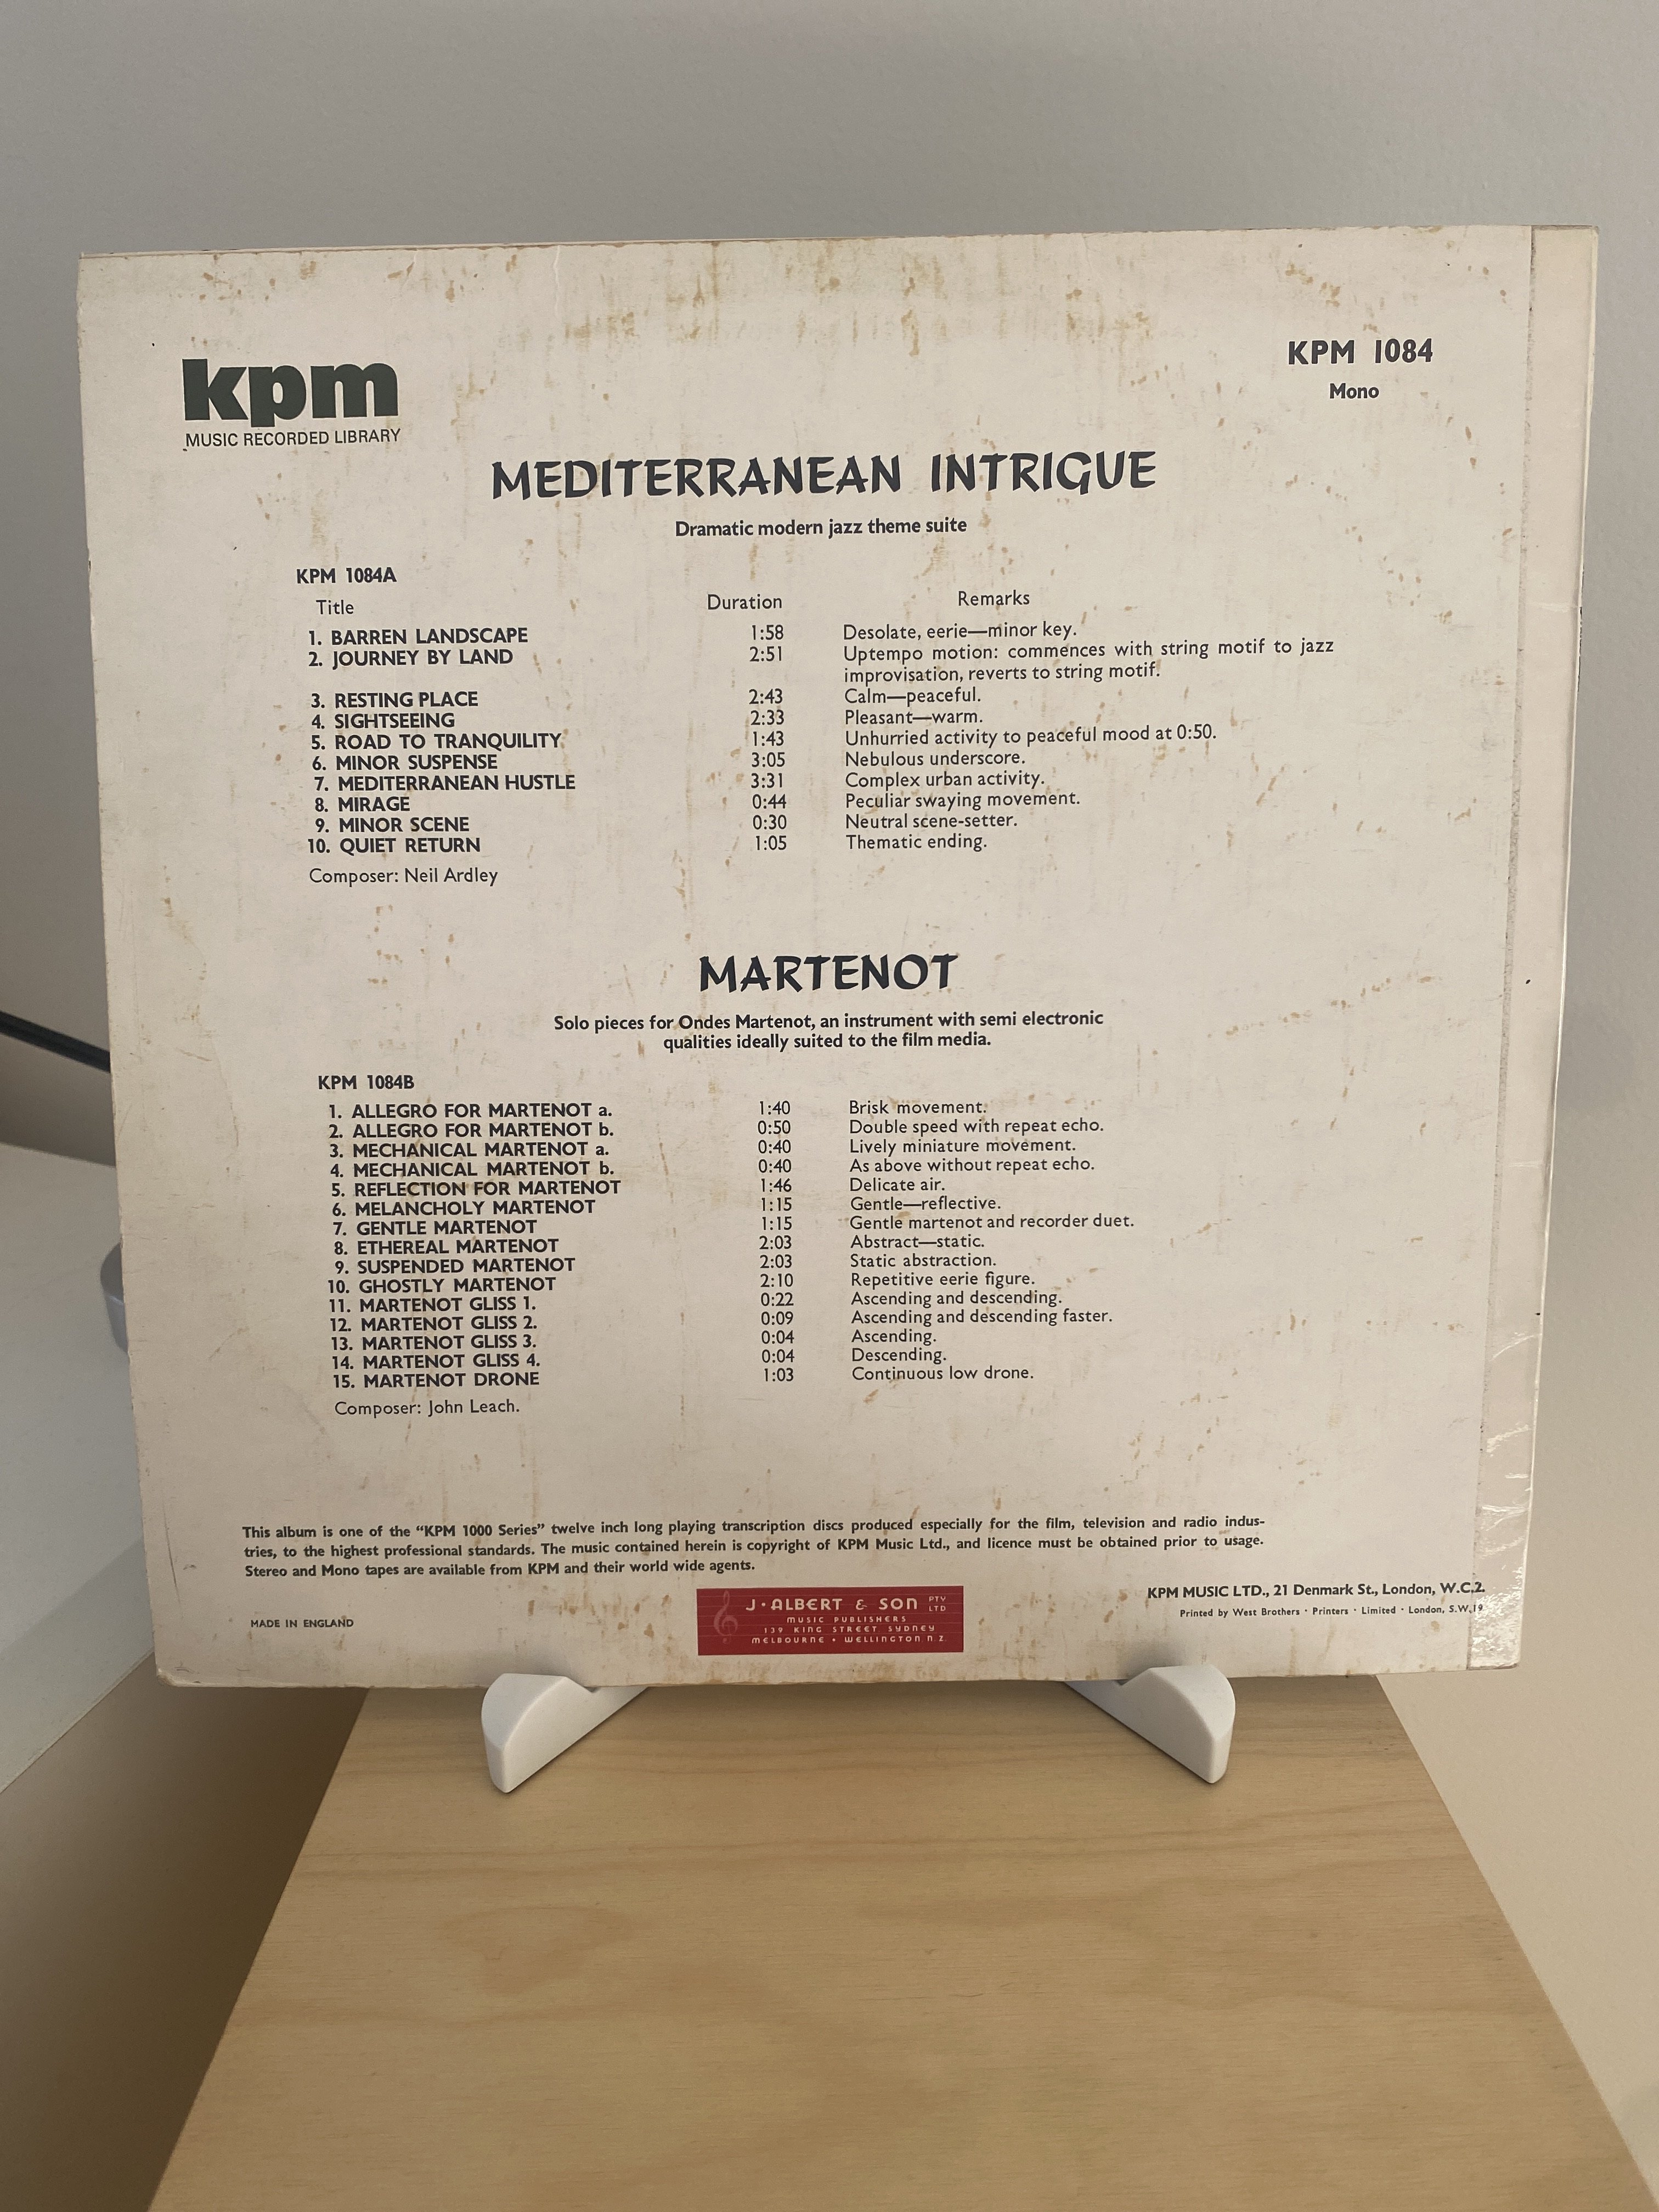 kpm
MUSIC RECORDED LIBRARY
KPM 1084
Mono
MEDITERRANEAN INTRIGUE
Dramatic modern jazz theme suite
KPM 1084A
Title Duration Remarks
1. BARREN LANDSCAPE 1:58 Desolate, eerie—minor key.
2. JOURNEY BY LAND 2:51 Uptempo motion: commences with string motif to jazz
improvisation, reverts to string motif.
3. RESTING PLACE 2:43 Calm—peaceful.
4. SIGHTSEEING 2:33 Pleasant—warm.
5. ROAD TO TRANQUILITY 1:43 Unhurried activity to peaceful mood at 0:50.
6. MINOR SUSPENSE 3:05 Nebulous underscore.
7. MEDITERRANEAN HUSTLE 3:31 Complex urban activity.
8. MIRAGE 0:44 Peculiar swaying movement.
9. MINOR SCENE 0:30 Neutral scene-setter.
10. QUIET RETURN 1:05 Thematic ending.
Composer: Neil Ardley
MARTENOT
Solo pieces for Ondes Martenot, an instrument with semi electronic
qualities ideally suited to the film media.
KPM 1084B
1. ALLEGRO FOR MARTENOT a. 1:40 Brisk movement.
2. ALLEGRO FOR MARTENOT b. 0:50 Double speed with repeat echo.
3. MECHANICAL MARTENOT a. 0:40 Lively miniature movement.
4. MECHANICAL MARTENOT b. 0:40 As above without repeat echo.
5. REFLECTION FOR MARTENOT 1:46 Delicate air.
6. MELANCHOLY MARTENOT 1:15 Gentle—reflective.
7. GENTLE MARTENOT 1:15 Gentle martenot and recorder duet.
8. ETHEREAL MARTENOT 2:03 Abstract—static.
9. SUSPENDED MARTENOT 2:03 Static abstraction.
10. GHOSTLY MARTENOT 2:10 Repetitive eerie figure.
11. MARTENOT GLISS 1. 0:22 Ascending and descending.
12. MARTENOT GLISS 2. 0:09 Ascending and descending faster.
13. MARTENOT GLISS 3. 0:04 Ascending.
14. MARTENOT GLISS 4. 0:04 Descending.
15. MARTENOT DRONE 1:03 Continuous low drone.
Composer: John Leach.
This album is one of the “KPM 1000 Series” twelve inch long playing transcription discs produced especially for the film, television and radio indus-
tries, to the highest professional standards. The music contained herein is copyright of KPM Music Ltd., and licence must be obtained prior to usage.
Stereo and Mono tapes are available from KPM and their world wide agents.
KPM MUSIC LTD., 21 Denmark St., London, W.C.2.
Printed by West Brothers · Printers · Limited · London, S.W.19
MADE IN ENGLAND
J·ALBERT & SON PTY LTD
MUSIC PUBLISHERS
139 KING STREET SYDNEY
MELBOURNE • WELLINGTON N.Z.